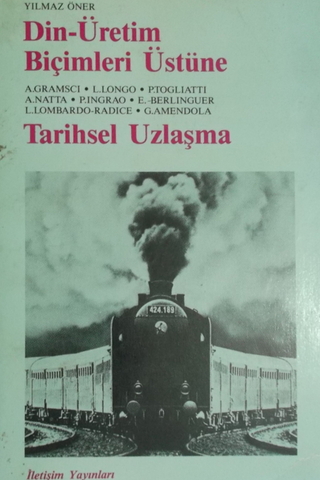 YILMAZ ÖNER
Din-Üretim
Biçimleri Üstüne
A.GRAMSCI • L.LONGO • P.TOGLIATTI
A.NATTA • P.INGRAO • E.-BERLINGUER
L.LOMBARDO-RADICE • G.AMENDOLA
Tarihsel Uzlaşma
424.189
İletişim Yayınları